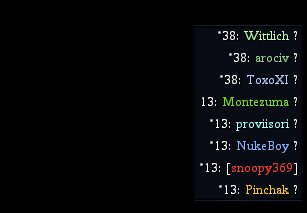 *38: Wittlich ?
*38: arociv ?
*38: ToxoXI ?
13: Montezuma ?
*13: proviisori ?
*13: NukeBoy ?
*13: [snoopy369]
*13: Pinchak ?